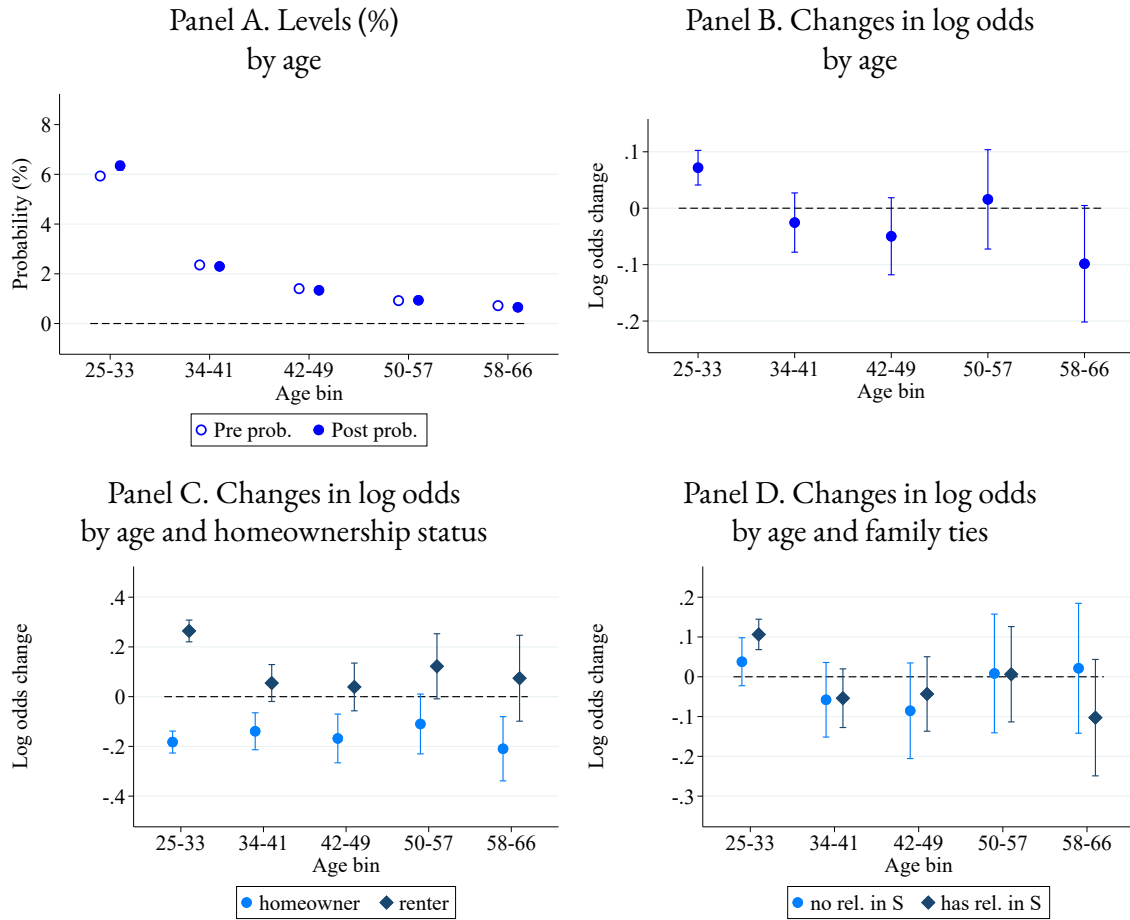 Panel A. Levels (%)
by age
Probability (%)
8
6
4
2
0
25-33
34-41
42-49
50-57
58-66
Age bin
Pre prob.
Post prob.
Panel B. Changes in log odds
by age
Log odds change
.1
0
-.1
-.2
25-33
34-41
42-49
50-57
58-66
Age bin
Panel C. Changes in log odds
by age and homeownership status
Log odds change
.4
.2
0
-.2
-.4
25-33
34-41
42-49
50-57
58-66
Age bin
homeowner
renter
Panel D. Changes in log odds
by age and family ties
Log odds change
.2
.1
0
-.1
-.2
-.3
25-33
34-41
42-49
50-57
58-66
Age bin
no rel. in S
has rel. in S